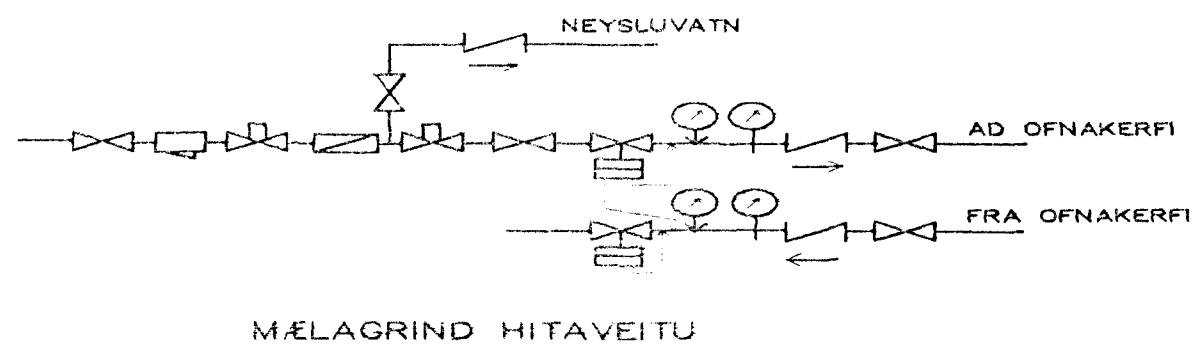 NEYSLUVATN
AD OFNAKERFI
FRA OFNAKERFI
MÆLAGRIND HITAVEITU